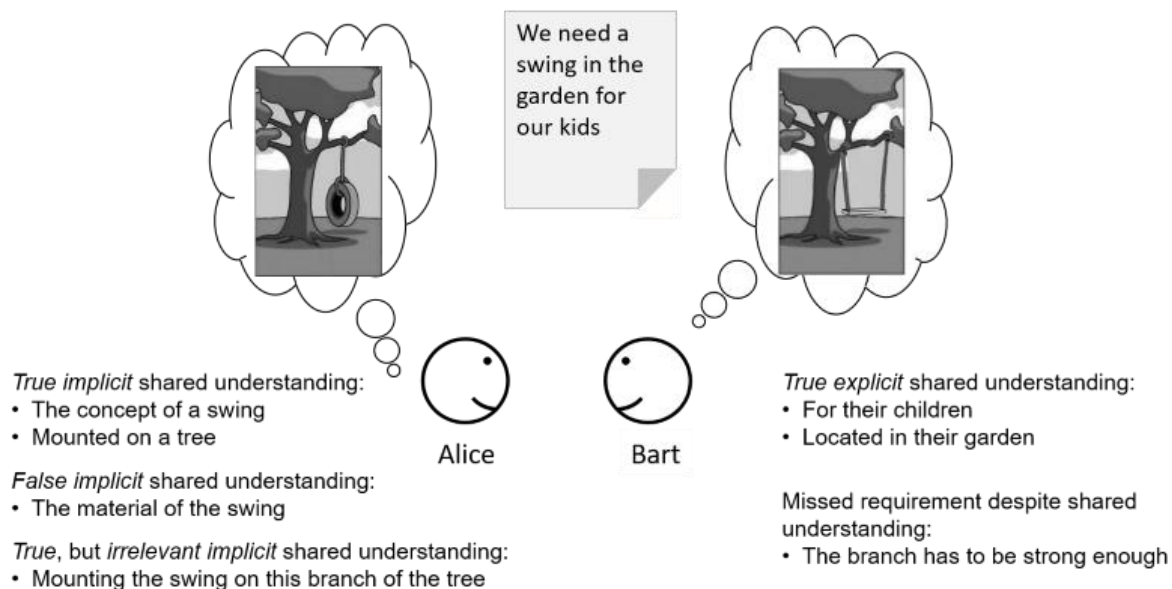 We need a
swing in the
garden for
our kids
Alice
Bart
True implicit shared understanding:
• The concept of a swing
• Mounted on a tree
False implicit shared understanding:
• The material of the swing
True, but irrelevant implicit shared understanding:
• Mounting the swing on this branch of the tree
True explicit shared understanding:
• For their children
• Located in their garden
Missed requirement despite shared
understanding:
• The branch has to be strong enough